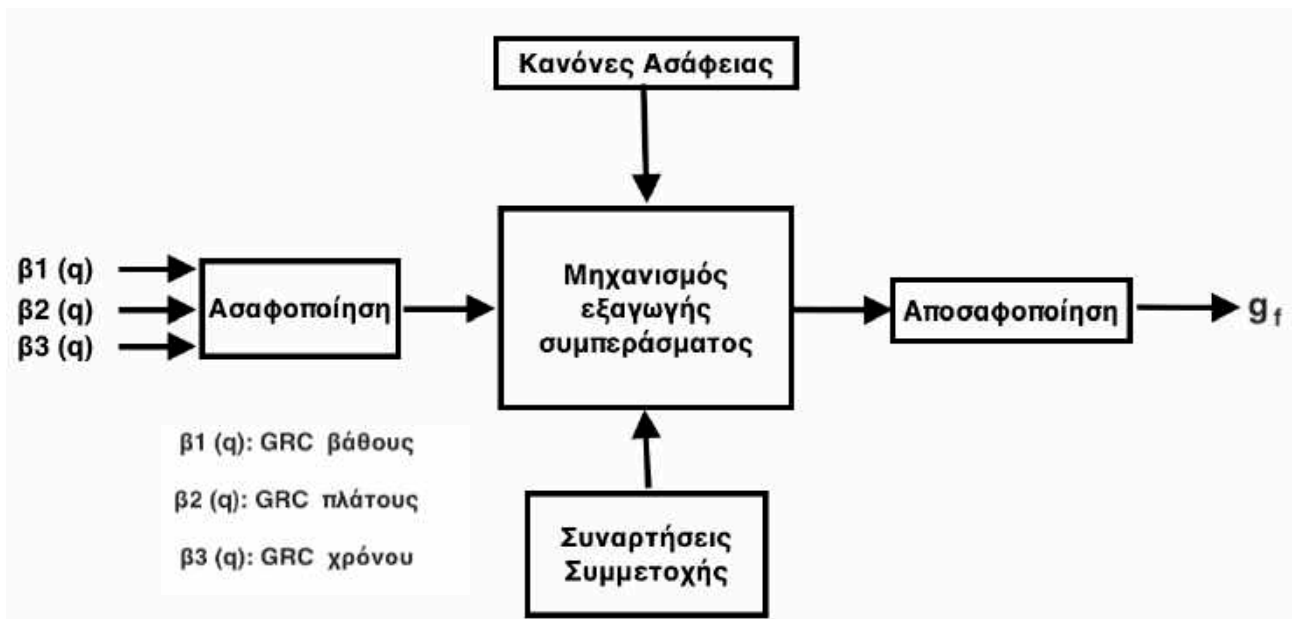 Κανόνες Ασάφειας
β1 (q)
β2 (q)
β3 (q)
Ασαφοποίηση
Μηχανισμός
εξαγωγής
συμπεράσματος
Αποσαφοποίηση
g f
β1 (q): GRC βάθους
β2 (q): GRC πλάτους
β3 (q): GRC χρόνου
Συναρτήσεις
Συμμετοχής